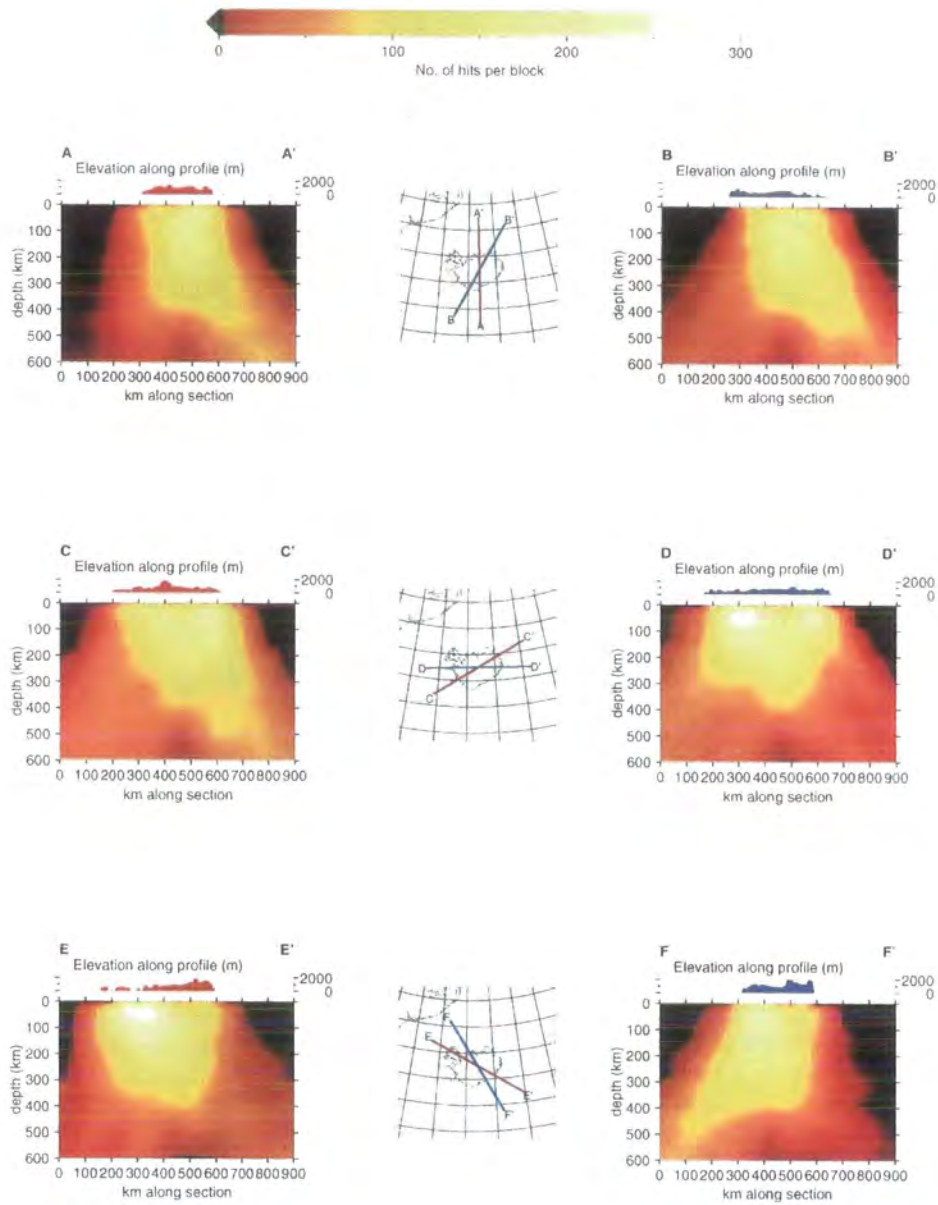 0 100 200 300
No. of hits per block
A A'
Elevation along profile (m)
2000
0
0
100
200
300
400
500
600
depth (km)
0 100 200 300 400 500 600 700 800 900
km along section
A'
B'
B
A
B B'
Elevation along profile (m)
2000
0
0
100
200
300
400
500
600
depth (km)
0 100 200 300 400 500 600 700 800 900
km along section
C C'
Elevation along profile (m)
2000
0
0
100
200
300
400
500
600
depth (km)
0 100 200 300 400 500 600 700 800 900
km along section
C'
D D'
C
D D'
Elevation along profile (m)
2000
0
0
100
200
300
400
500
600
depth (km)
0 100 200 300 400 500 600 700 800 900
km along section
E E'
Elevation along profile (m)
2000
0
0
100
200
300
400
500
600
depth (km)
0 100 200 300 400 500 600 700 800 900
km along section
F
E
E'
F'
F F'
Elevation along profile (m)
2000
0
0
100
200
300
400
500
600
depth (km)
0 100 200 300 400 500 600 700 800 900
km along section